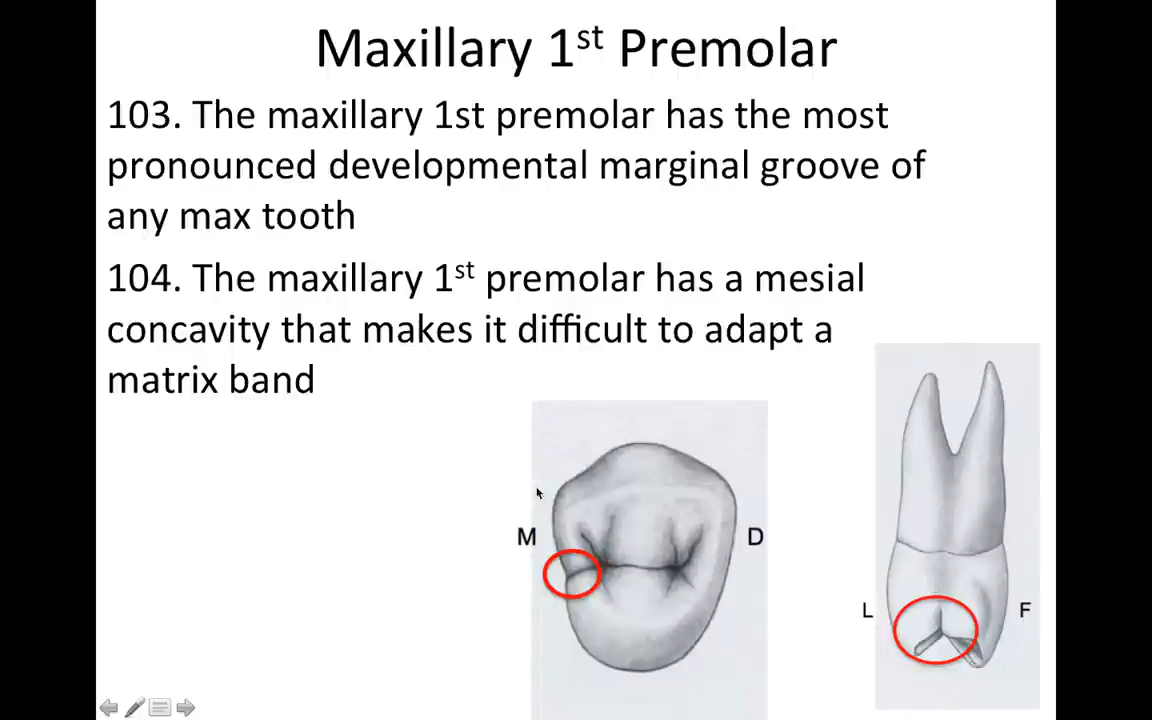 Maxillary 1st Premolar
103. The maxillary 1st premolar has the most
pronounced developmental marginal groove of
any max tooth
104. The maxillary 1st premolar has a mesial
concavity that makes it difficult to adapt a
matrix band
M
D
L
F